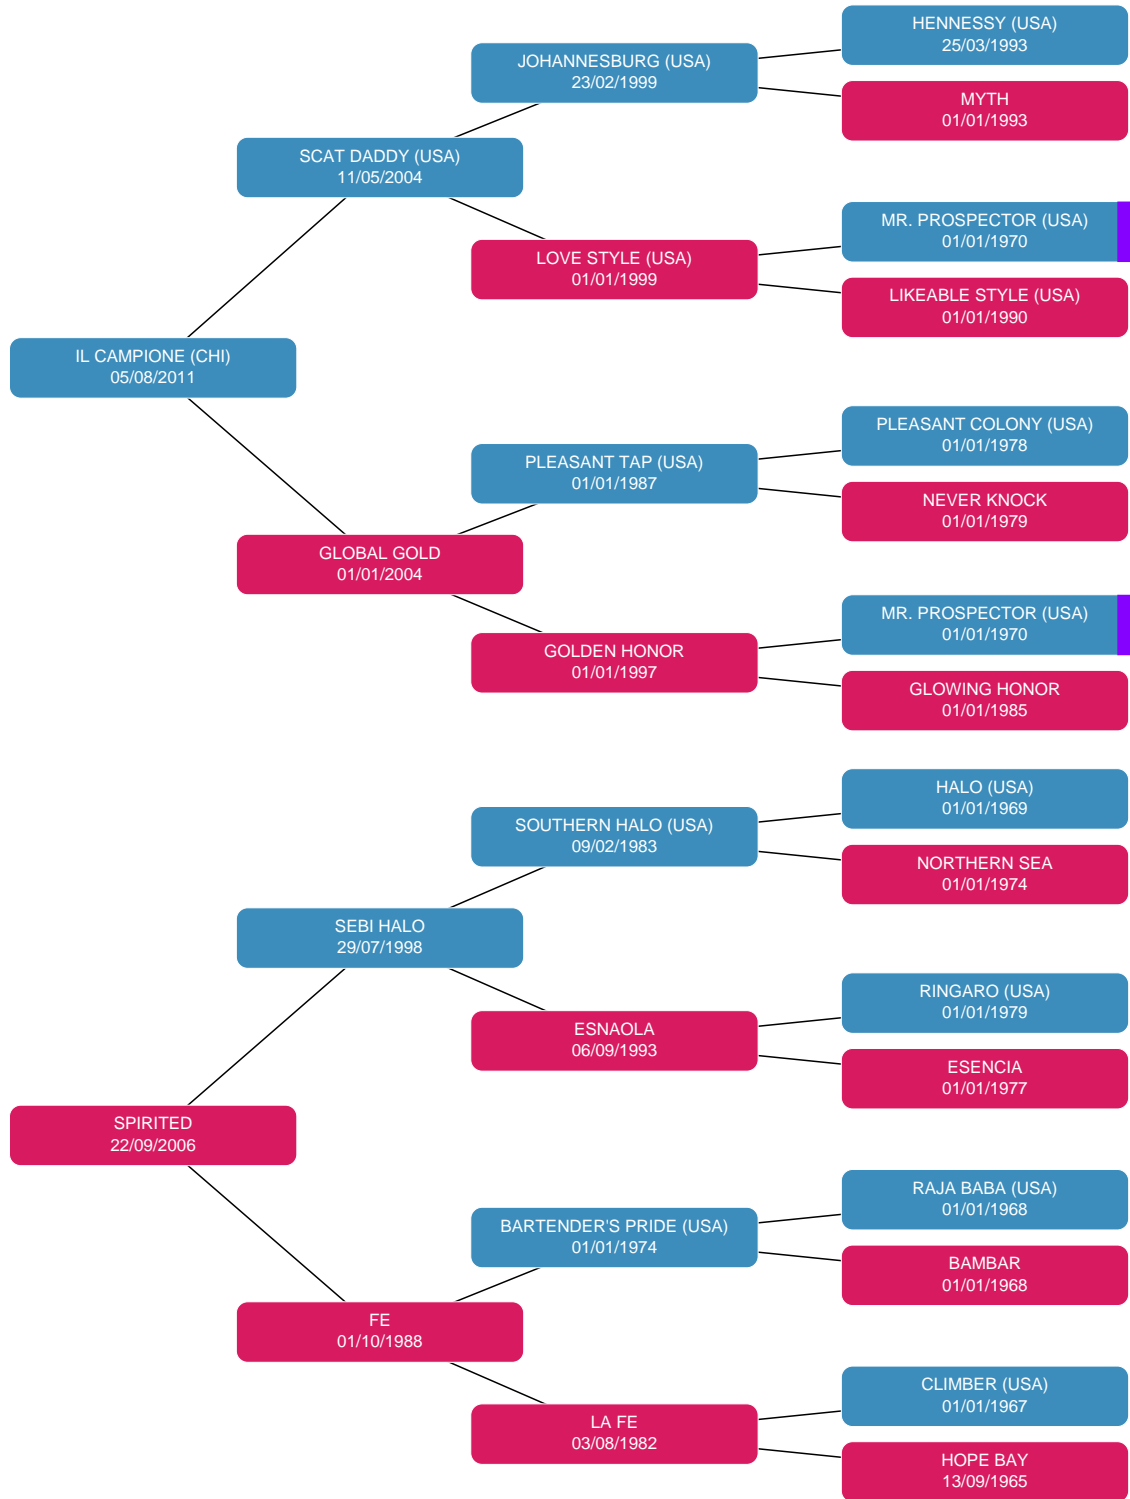 HENNESSY (USA)
25/03/1993
JOHANNESBURG (USA)
23/02/1999
MYTH
01/01/1993
SCAT DADDY (USA)
11/05/2004
MR. PROSPECTOR (USA)
01/01/1970
LOVE STYLE (USA)
01/01/1999
LIKEABLE STYLE (USA)
01/01/1990
IL CAMPIONE (CHI)
05/08/2011
PLEASANT COLONY (USA)
01/01/1978
PLEASANT TAP (USA)
01/01/1987
NEVER KNOCK
01/01/1979
GLOBAL GOLD
01/01/2004
MR. PROSPECTOR (USA)
01/01/1970
GOLDEN HONOR
01/01/1997
GLOWING HONOR
01/01/1985
HALO (USA)
01/01/1969
SOUTHERN HALO (USA)
09/02/1983
NORTHERN SEA
01/01/1974
SEBI HALO
29/07/1998
RINGARO (USA)
01/01/1979
ESNAOLA
06/09/1993
ESENCIA
01/01/1977
SPIRITED
22/09/2006
RAJA BABA (USA)
01/01/1968
BARTENDER'S PRIDE (USA)
01/01/1974
BAMBAR
01/01/1968
FE
01/10/1988
CLIMBER (USA)
01/01/1967
LA FE
03/08/1982
HOPE BAY
13/09/1965